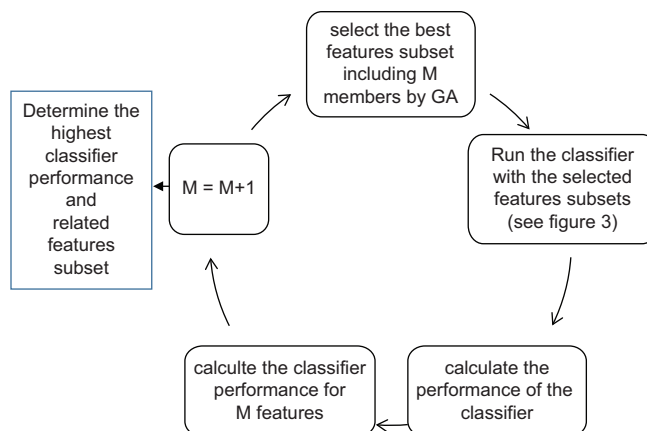 select the best
features subset
including M
members by GA
Run the classifier
with the selected
features subsets
(see figure 3)
calculate the
performance of the
classifier
calculte the classifier
performance for
M features
M = M+1
Determine the
highest
classifier
performance
and
related
features
subset